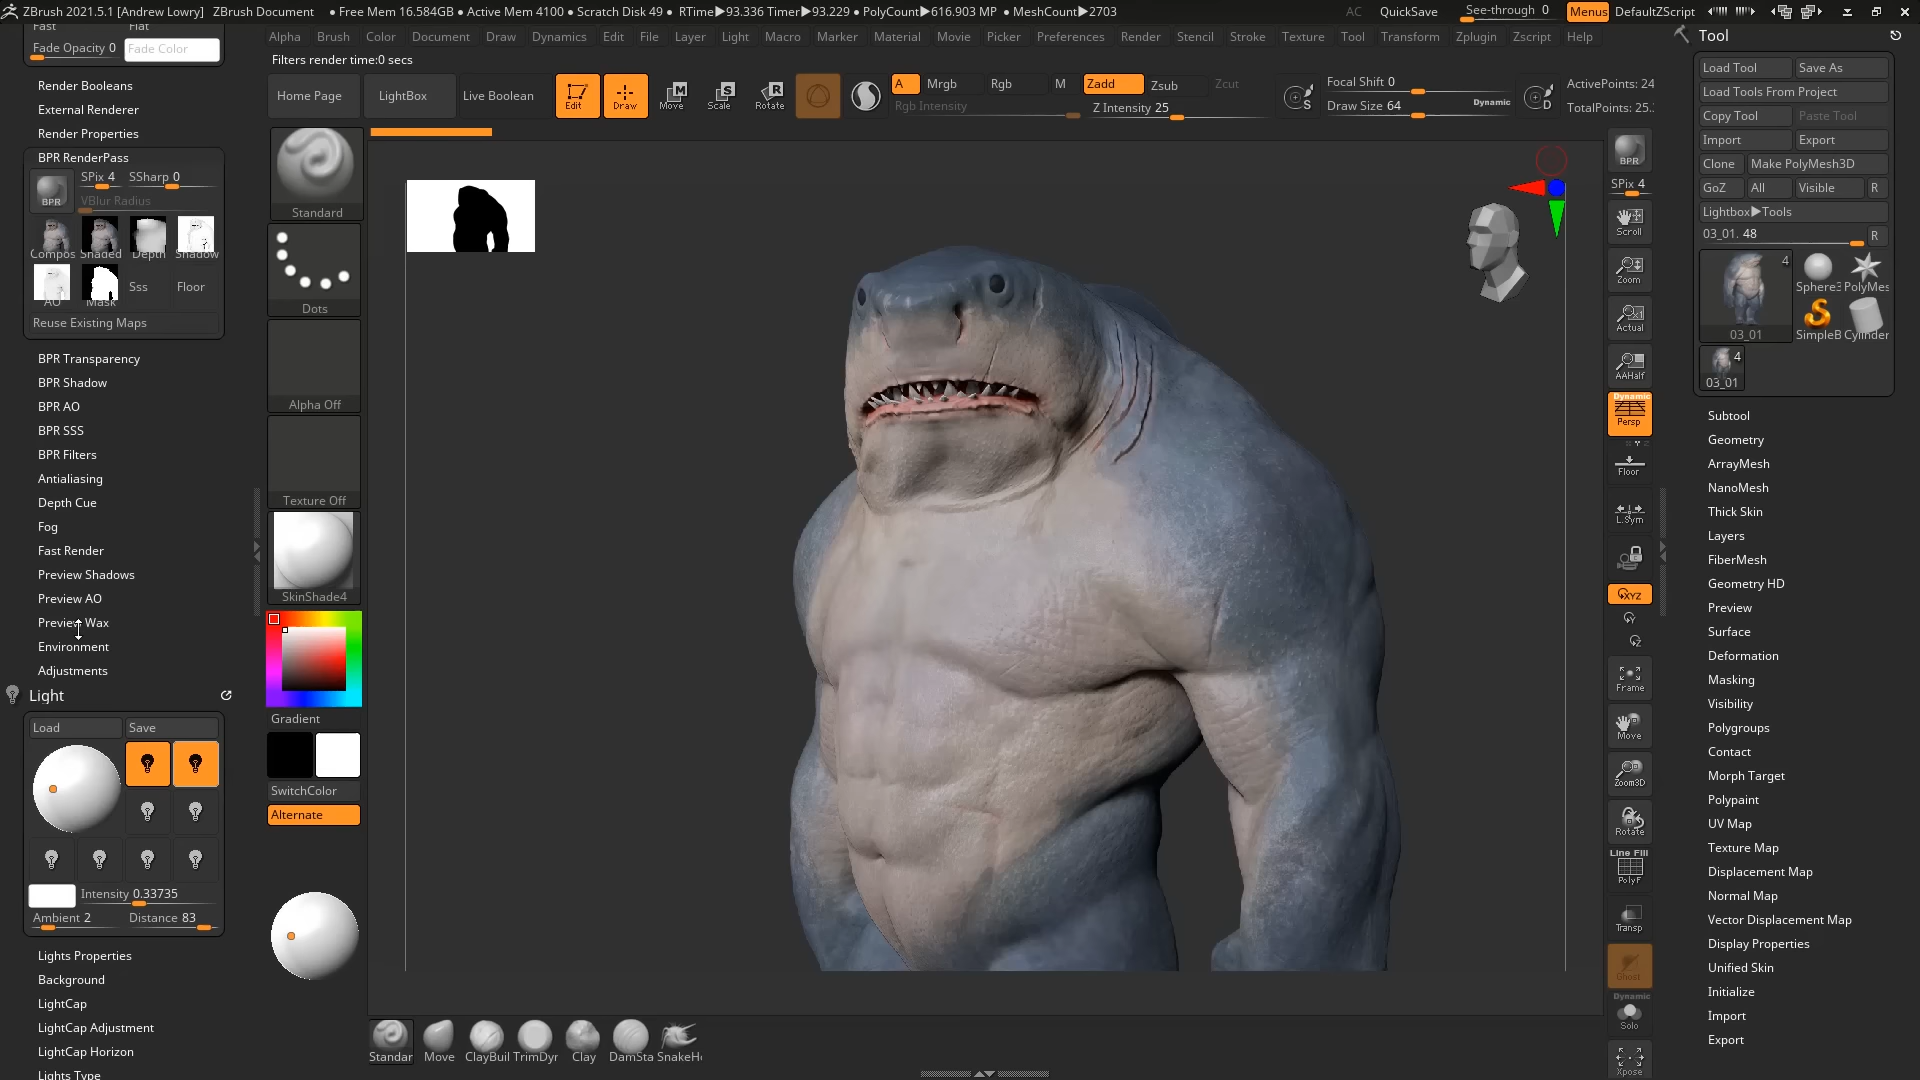 ZBrush 2021.5.1 [Andrew Lowry] ZBrush Document • Free Mem 16.584GB • Active Mem 4100 • Scratch Disk 49 • RTime▶93.336 Timer▶93.229 • PolyCount▶616.903 MP • MeshCount▶2703 AC QuickSave See-through 0 Menus DefaultZScript
Alpha Brush Color Document Draw Dynamics Edit File Layer Light Macro Marker Material Movie Picker Preferences Render Stencil Stroke Texture Tool Transform Zplugin Zscript Help
Filters render time:0 secs
Home Page LightBox Live Boolean Edit Draw Move Scale Rotate
A Mrgb Rgb M Zadd Zsub Zcut
Rgb Intensity Z Intensity 25
Focal Shift 0
Draw Size 64 Dynamic
ActivePoints: 24
TotalPoints: 25.
Fast Flat
Fade Opacity 0 Fade Color
Render Booleans
External Renderer
Render Properties
BPR RenderPass
BPR SPix 4 SSharp 0
VBlur Radius
Compos Shaded Depth Shadow
AO Mask Sss Floor
Reuse Existing Maps
BPR Transparency
BPR Shadow
BPR AO
BPR SSS
BPR Filters
Antialiasing
Depth Cue
Fog
Fast Render
Preview Shadows
Preview AO
Preview Wax
Environment
Adjustments
Light
Load Save
Intensity 0.33735
Ambient 2 Distance 83
Lights Properties
Background
LightCap
LightCap Adjustment
LightCap Horizon
Lights Type
Standard
Dots
Alpha Off
Texture Off
SkinShade4
Gradient
SwitchColor
Alternate
Standar Move ClayBuil TrimDyr Clay DamSta SnakeH
BPR
SPix 4
Scroll
Zoom
Actual
AAHalf
Dynamic
Persp
Floor
L.Sym
XYZ
Y
Z
Frame
Move
Zoom3D
Rotate
Line Fill
PolyF
Transp
Ghost
Dynamic
Solo
Xpose
Tool
Load Tool Save As
Load Tools From Project
Copy Tool Paste Tool
Import Export
Clone Make PolyMesh3D
GoZ All Visible R
Lightbox▶Tools
03_01. 48 R
4
03_01
Sphere3 PolyMes
SimpleB Cylinder
4
03_01
Subtool
Geometry
ArrayMesh
NanoMesh
Thick Skin
Layers
FiberMesh
Geometry HD
Preview
Surface
Deformation
Masking
Visibility
Polygroups
Contact
Morph Target
Polypaint
UV Map
Texture Map
Displacement Map
Normal Map
Vector Displacement Map
Display Properties
Unified Skin
Initialize
Import
Export